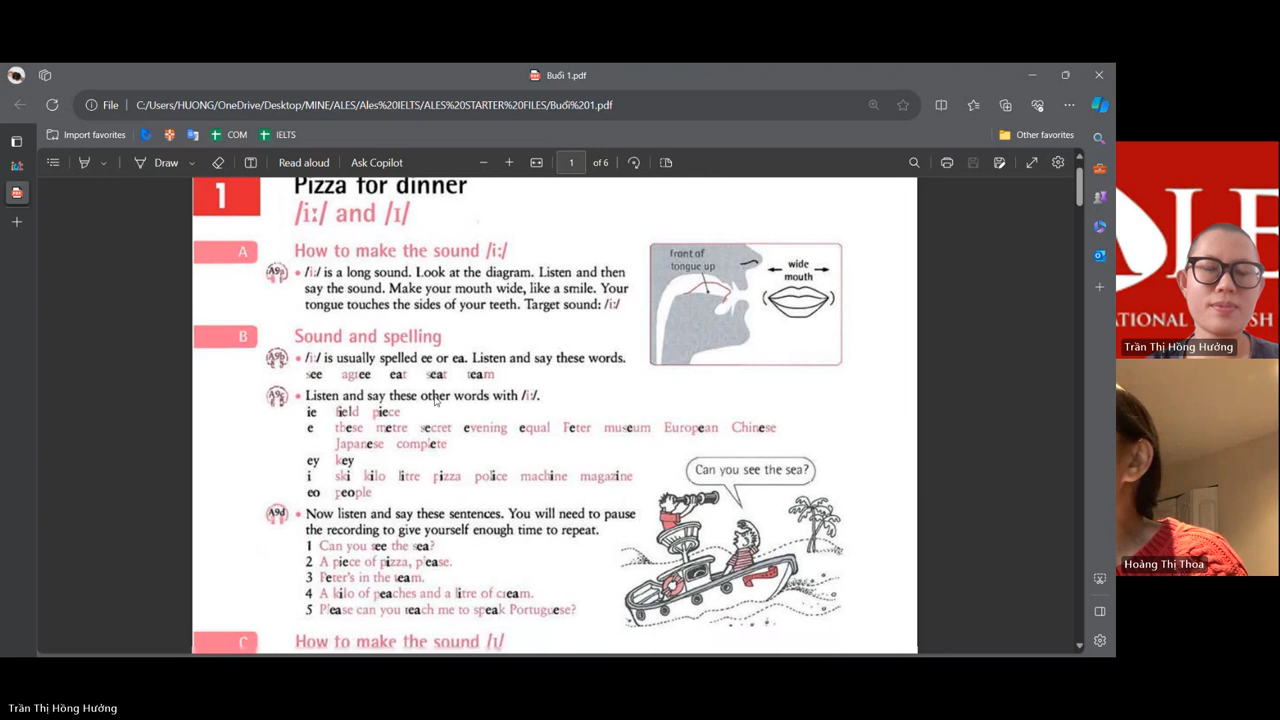 Buổi 1.pdf
File C:/Users/HUONG/OneDrive/Desktop/MINE/ALES/Ales%20IELTS/ALES%20STARTER%20FILES/Buổi%201.pdf
Import favorites COM IELTS Other favorites
Draw Read aloud Ask Copilot 1 of 6
1 Pizza for dinner
/iː/ and /ɪ/
A How to make the sound /iː/
A9a • /iː/ is a long sound. Look at the diagram. Listen and then
say the sound. Make your mouth wide, like a smile. Your
tongue touches the sides of your teeth. Target sound: /iː/
front of
tongue up
wide
mouth
B Sound and spelling
A9b • /iː/ is usually spelled ee or ea. Listen and say these words.
see agree eat seat team
A9c • Listen and say these other words with /iː/.
ie field piece
e these metre secret evening equal Peter museum European Chinese
Japanese complete
ey key
i ski kilo litre pizza police machine magazine
eo people
Can you see the sea?
A9d • Now listen and say these sentences. You will need to pause
the recording to give yourself enough time to repeat.
1 Can you see the sea?
2 A piece of pizza, please.
3 Peter's in the team.
4 A kilo of peaches and a litre of cream.
5 Please can you teach me to speak Portuguese?
C How to make the sound /ɪ/
Trần Thị Hồng Hưởng
Hoàng Thị Thoa
Trần Thị Hồng Hưởng